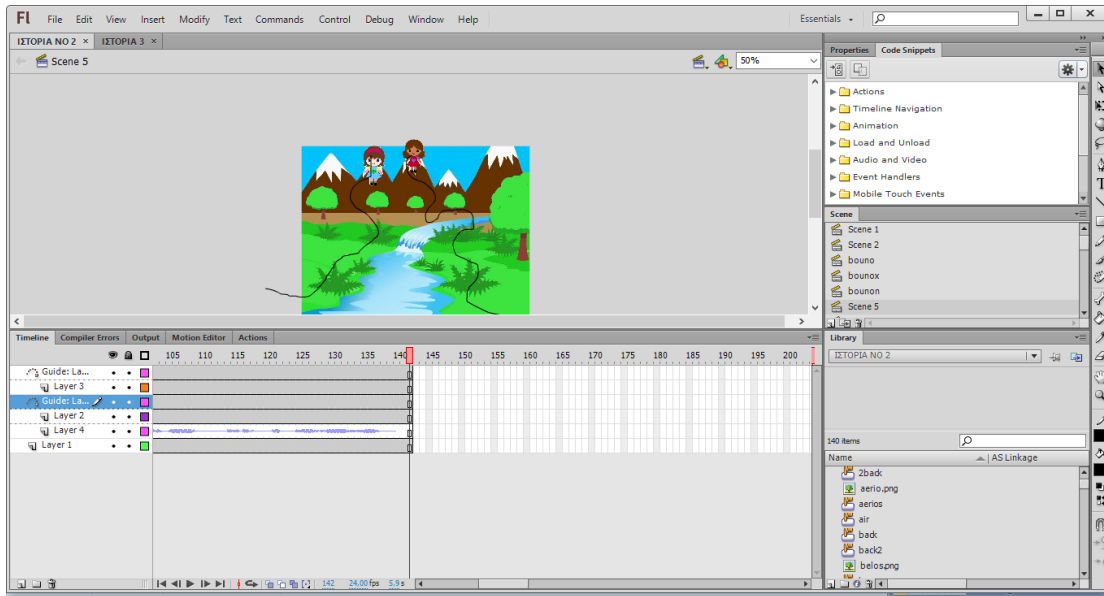 Fl File Edit View Insert Modify Text Commands Control Debug Window Help Essentials
ΙΣΤΟΡΙΑ NO 2 × ΙΣΤΟΡΙΑ 3 ×
Scene 5 50%
Properties Code Snippets
Actions
Timeline Navigation
Animation
Load and Unload
Audio and Video
Event Handlers
Mobile Touch Events
Scene
Scene 1
Scene 2
bouno
bounox
bounon
Scene 5
Timeline Compiler Errors Output Motion Editor Actions
105 110 115 120 125 130 135 140 145 150 155 160 165 170 175 180 185 190 195 200
Guide: La...
Layer 3
Guide: La...
Layer 2
Layer 4
Layer 1
142 24.00 fps 5.9 s
Library
ΙΣΤΟΡΙΑ NO 2
140 items
Name AS Linkage
2back
aerio.png
aerios
air
back
back2
belos.png